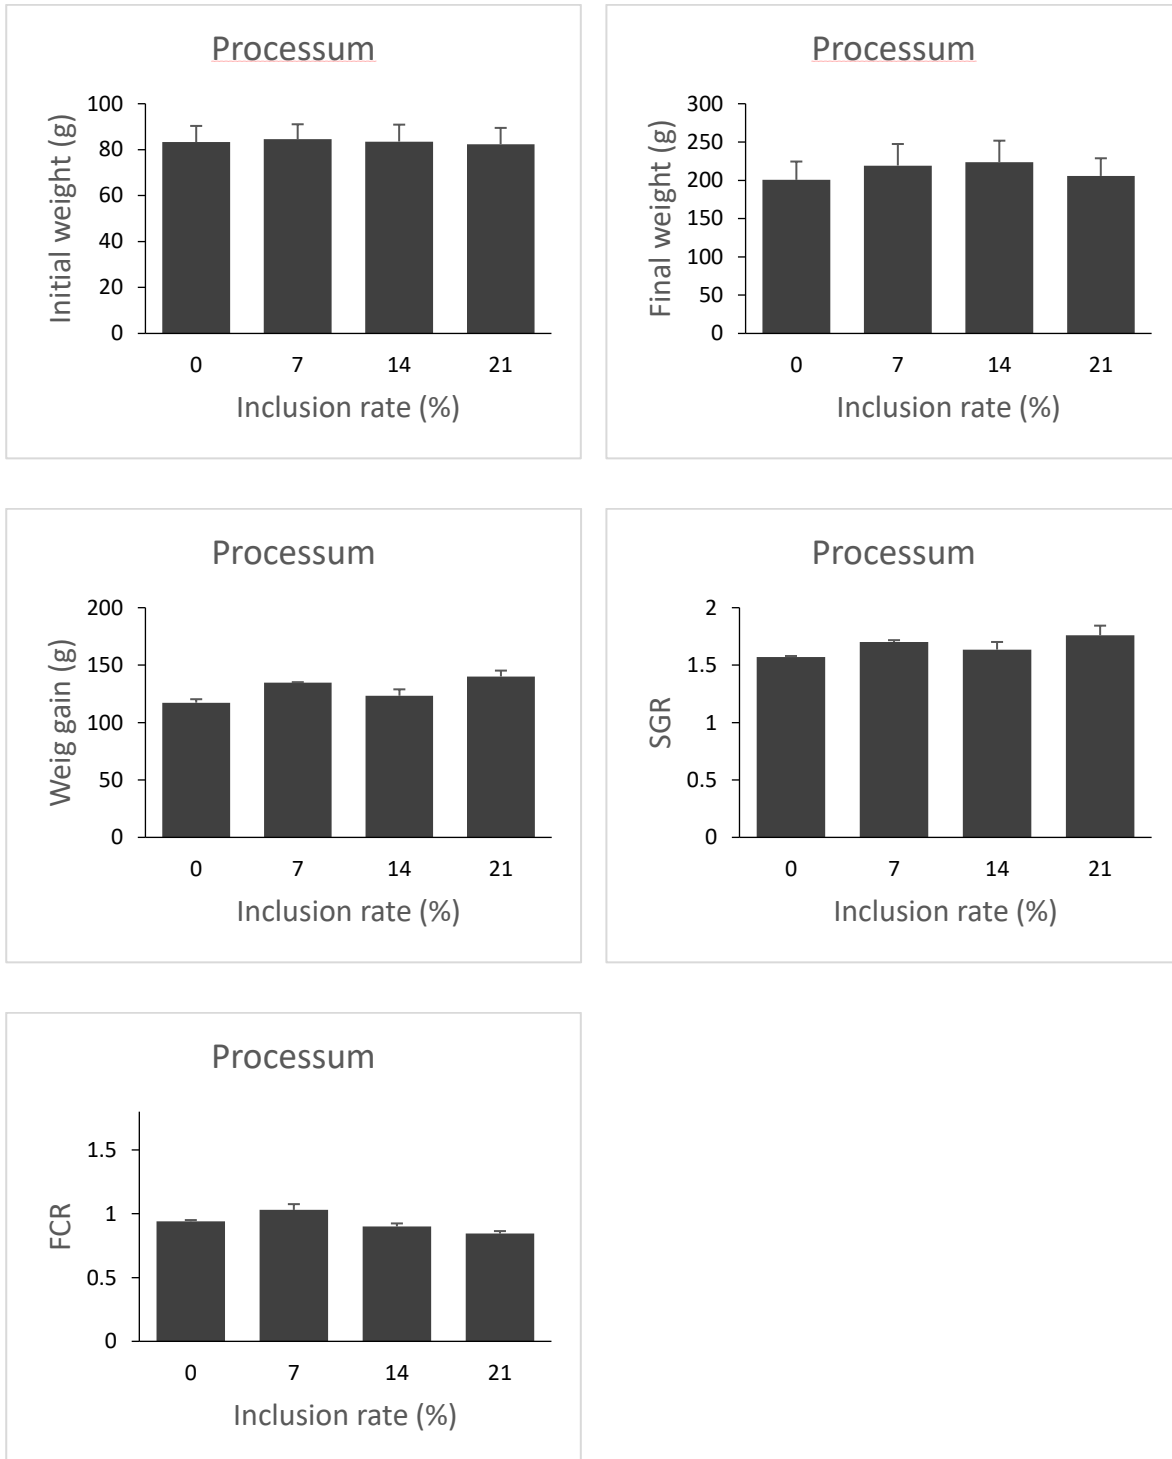 Processum
Initial weight (g)
100
80
60
40
20
0
0 7 14 21
Inclusion rate (%)
Processum
Final weight (g)
300
250
200
150
100
50
0
0 7 14 21
Inclusion rate (%)
Processum
Weig gain (g)
200
150
100
50
0
0 7 14 21
Inclusion rate (%)
Processum
SGR
2
1.5
1
0.5
0
0 7 14 21
Inclusion rate (%)
Processum
FCR
1.5
1
0.5
0
0 7 14 21
Inclusion rate (%)